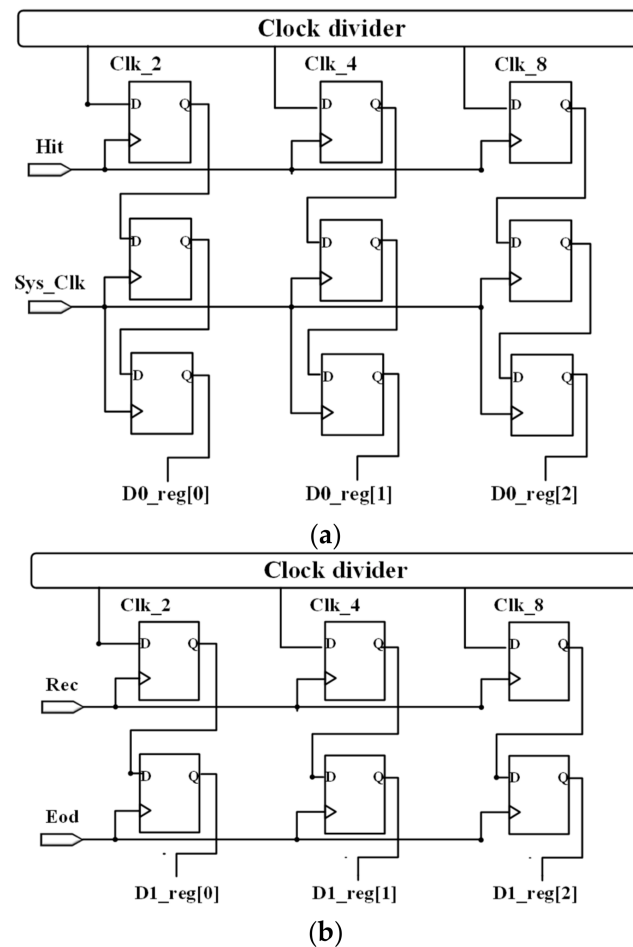 Clock divider
Clk_2 Clk_4 Clk_8
D Q D Q D Q
Hit
D Q D Q D Q
Sys_Clk
D Q D Q D Q
D0_reg[0] D0_reg[1] D0_reg[2]
(a)
Clock divider
Clk_2 Clk_4 Clk_8
D Q D Q D Q
Rec
D Q D Q D Q
Eod
D1_reg[0] D1_reg[1] D1_reg[2]
(b)